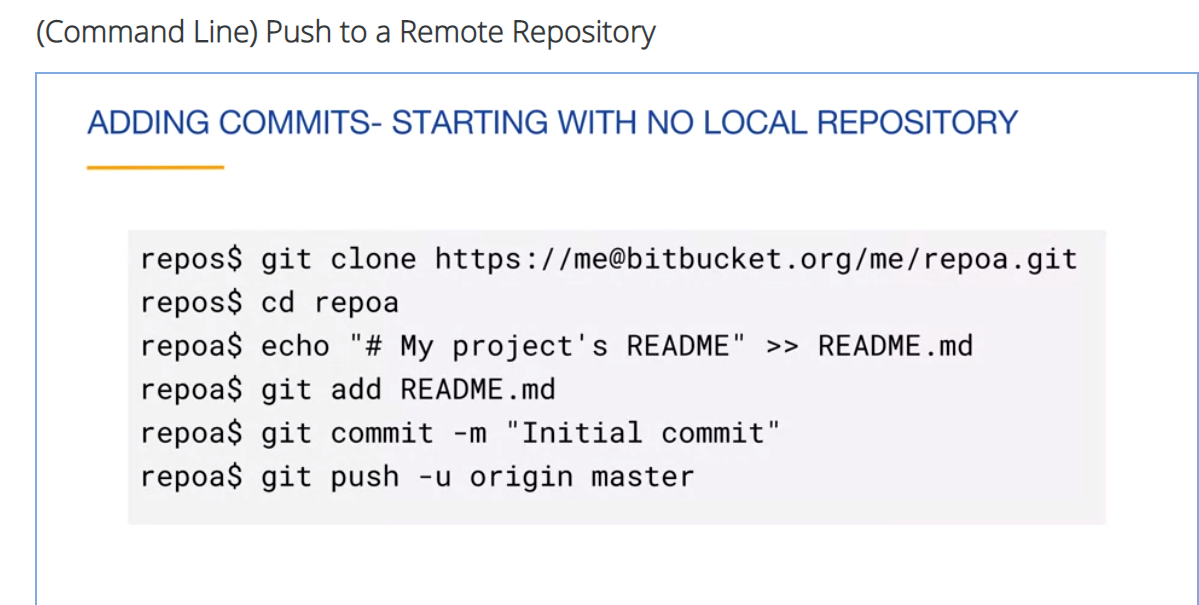 (Command Line) Push to a Remote Repository
ADDING COMMITS- STARTING WITH NO LOCAL REPOSITORY
repos$ git clone https://me@bitbucket.org/me/repoa.git
repos$ cd repoa
repoa$ echo "# My project's README" >> README.md
repoa$ git add README.md
repoa$ git commit -m "Initial commit"
repoa$ git push -u origin master